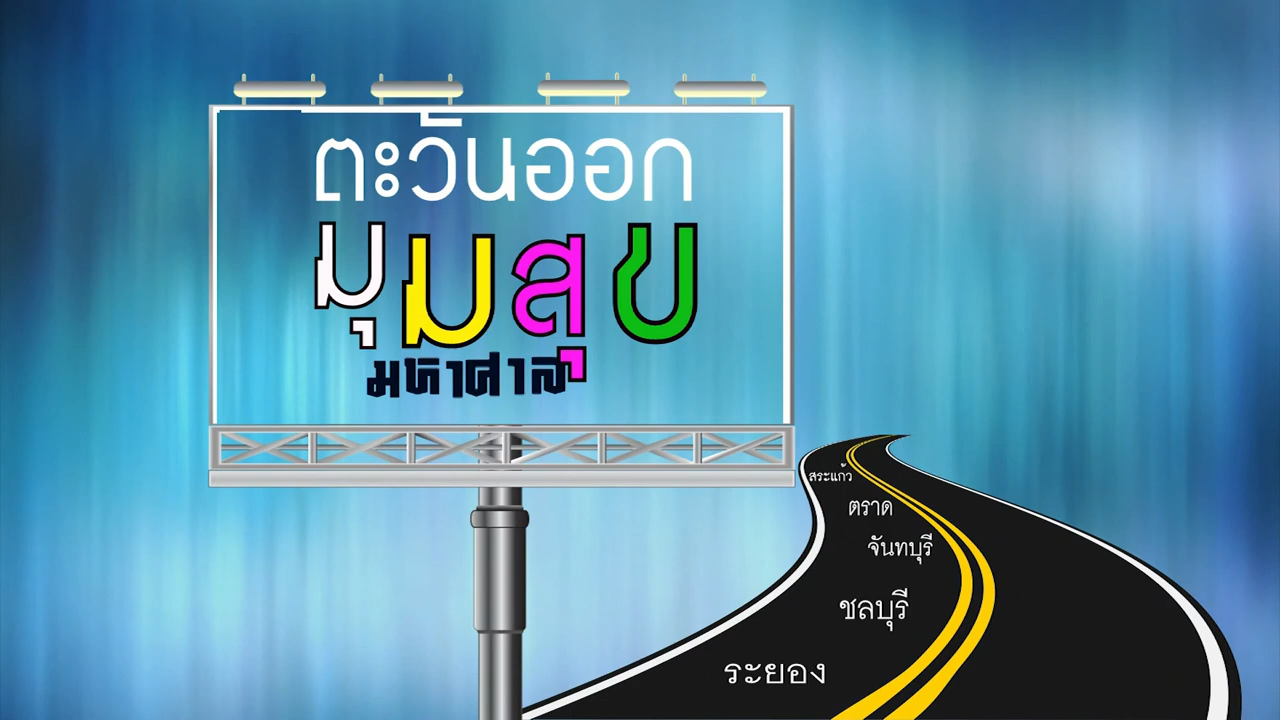 ตะวันออก
มุมสุข
มหาศาล
สระแก้ว
ตราด
จันทบุรี
ชลบุรี
ระยอง